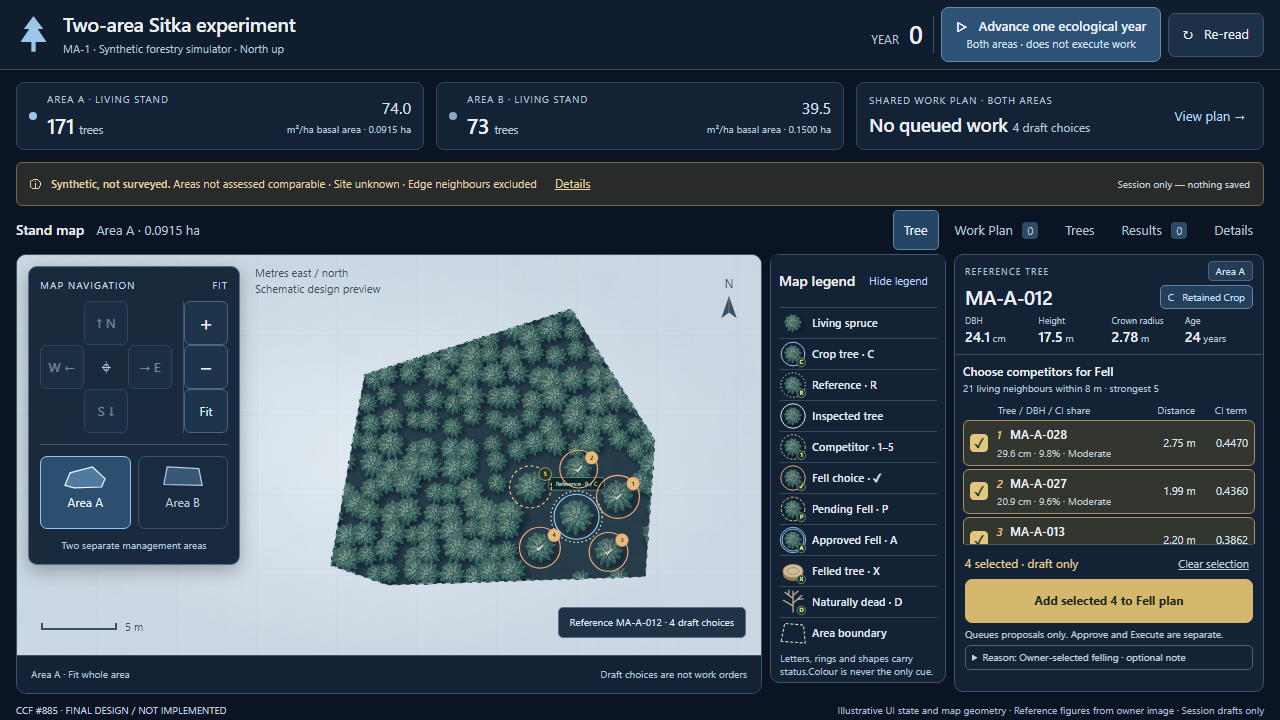 Two-area Sitka experiment
MA-1 · Synthetic forestry simulator · North up
YEAR 0
Advance one ecological year
Both areas · does not execute work
↻ Re-read
AREA A · LIVING STAND
171 trees
74.0
m²/ha basal area · 0.0915 ha
AREA B · LIVING STAND
73 trees
39.5
m²/ha basal area · 0.1500 ha
SHARED WORK PLAN · BOTH AREAS
No queued work 4 draft choices
View plan →
ⓘ Synthetic, not surveyed. Areas not assessed comparable · Site unknown · Edge neighbours excluded Details
Session only — nothing saved
Stand map Area A · 0.0915 ha
Tree
Work Plan 0
Trees
Results 0
Details
MAP NAVIGATION FIT
↑ N
W ←
→ E
S ↓
+
−
Fit
Area A
Area B
Two separate management areas
Metres east / north
Schematic design preview
N
5
2
Reference · R / C
1
4
3
5 m
Reference MA-A-012 · 4 draft choices
Area A · Fit whole area
Draft choices are not work orders
Map legend Hide legend
Living spruce
C Crop tree · C
R Reference · R
Inspected tree
1 Competitor · 1–5
✓ Fell choice · ✓
P Pending Fell · P
A Approved Fell · A
X Felled tree · X
D Naturally dead · D
Area boundary
Letters, rings and shapes carry
status.Colour is never the only cue.
REFERENCE TREE
Area A
MA-A-012
C Retained Crop
DBH Height Crown radius Age
24.1 cm 17.5 m 2.78 m 24 years
Choose competitors for Fell
21 living neighbours within 8 m · strongest 5
Tree / DBH / CI share Distance CI term
✓ 1 MA-A-028 2.75 m 0.4470
29.6 cm · 9.8% · Moderate
✓ 2 MA-A-027 1.99 m 0.4360
20.9 cm · 9.6% · Moderate
✓ 3 MA-A-013 2.20 m 0.3862
4 selected · draft only Clear selection
Add selected 4 to Fell plan
Queues proposals only. Approve and Execute are separate.
▶ Reason: Owner-selected felling · optional note
CCF #885 · FINAL DESIGN / NOT IMPLEMENTED
Illustrative UI state and map geometry · Reference figures from owner image · Session drafts only